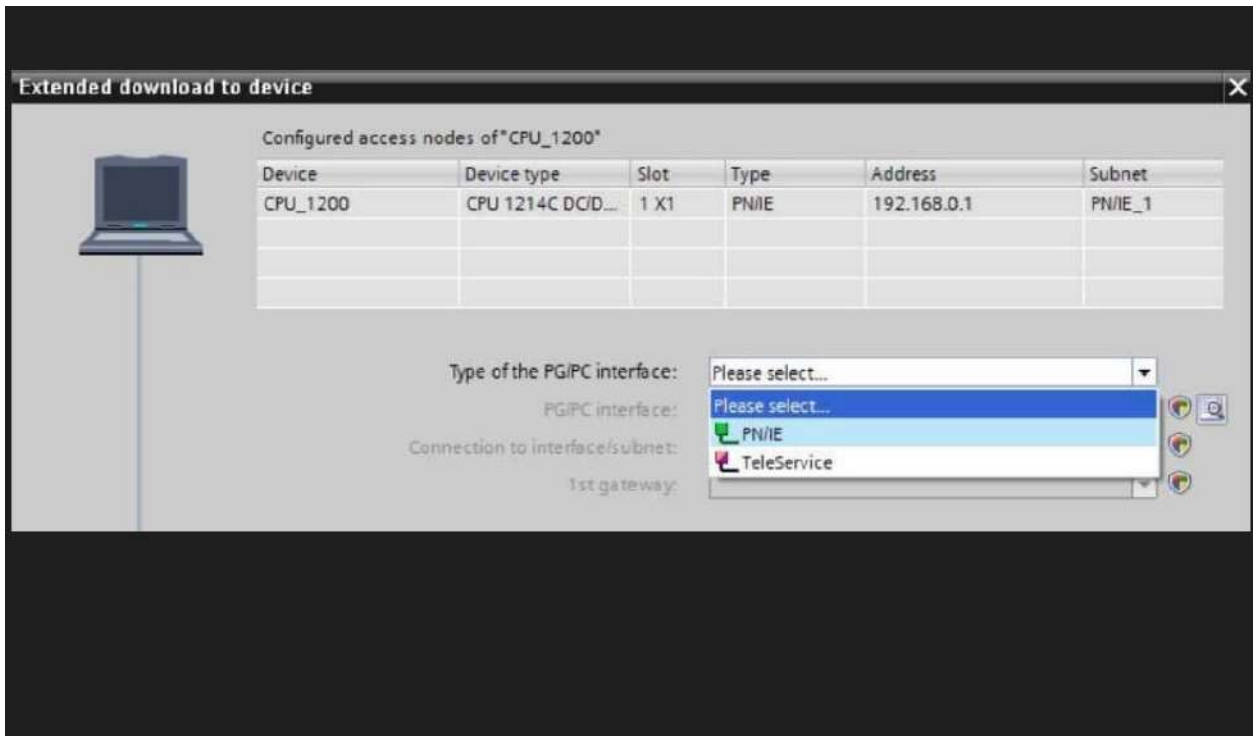 Extended download to device
Configured access nodes of "CPU_1200"
Device Device type Slot Type Address Subnet
CPU_1200 CPU 1214C DC/D... 1 X1 PN/IE 192.168.0.1 PN/IE_1
Type of the PG/PC interface: Please select...
PG/PC interface: Please select...
PN/IE
Connection to interface/subnet:
TeleService
1st gateway: